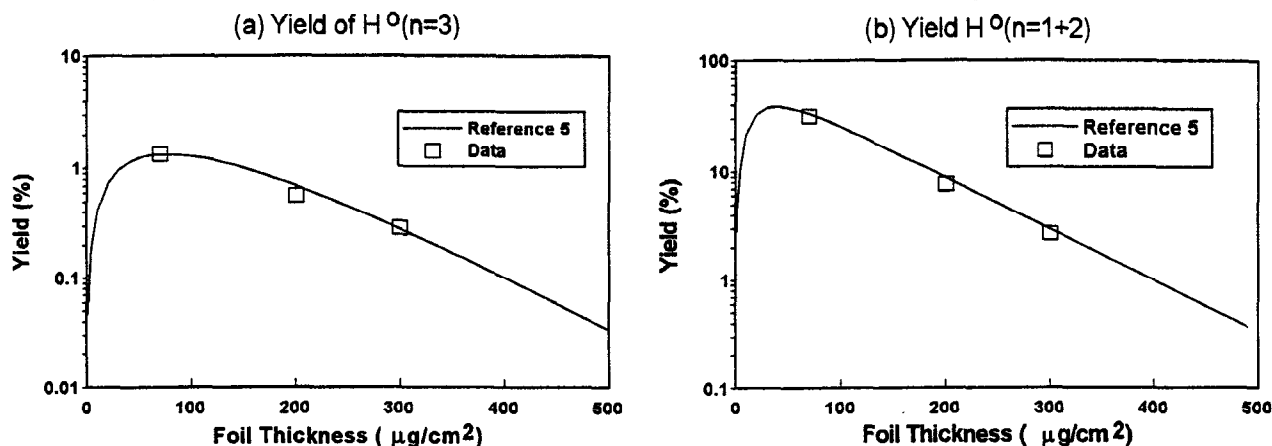 (a) Yield of H⁰(n=3)
10
1
0.1
0.01
Yield (%)
Reference 5
Data
0 100 200 300 400 500
Foil Thickness ( μg/cm²)
(b) Yield H⁰(n=1+2)
100
10
1
0.1
Yield (%)
Reference 5
Data
0 100 200 300 400 500
Foil Thickness ( μg/cm²)